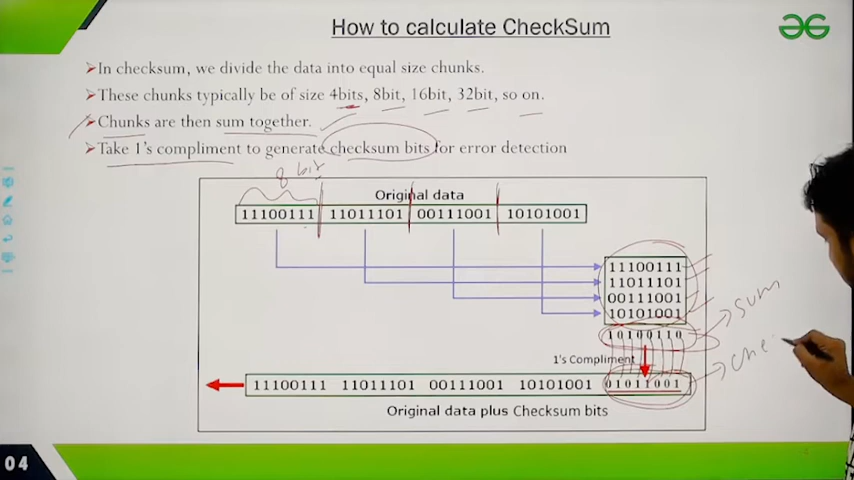 How to calculate CheckSum
In checksum, we divide the data into equal size chunks.
These chunks typically be of size 4bits, 8bit, 16bit, 32bit, so on.
Chunks are then sum together.
Take 1's compliment to generate checksum bits for error detection
8 bit
Original data
11100111 11011101 00111001 10101001
11100111
11011101
00111001
10101001
10100110
sum
1's Compliment
che
11100111 11011101 00111001 10101001 01011001
Original data plus Checksum bits
04